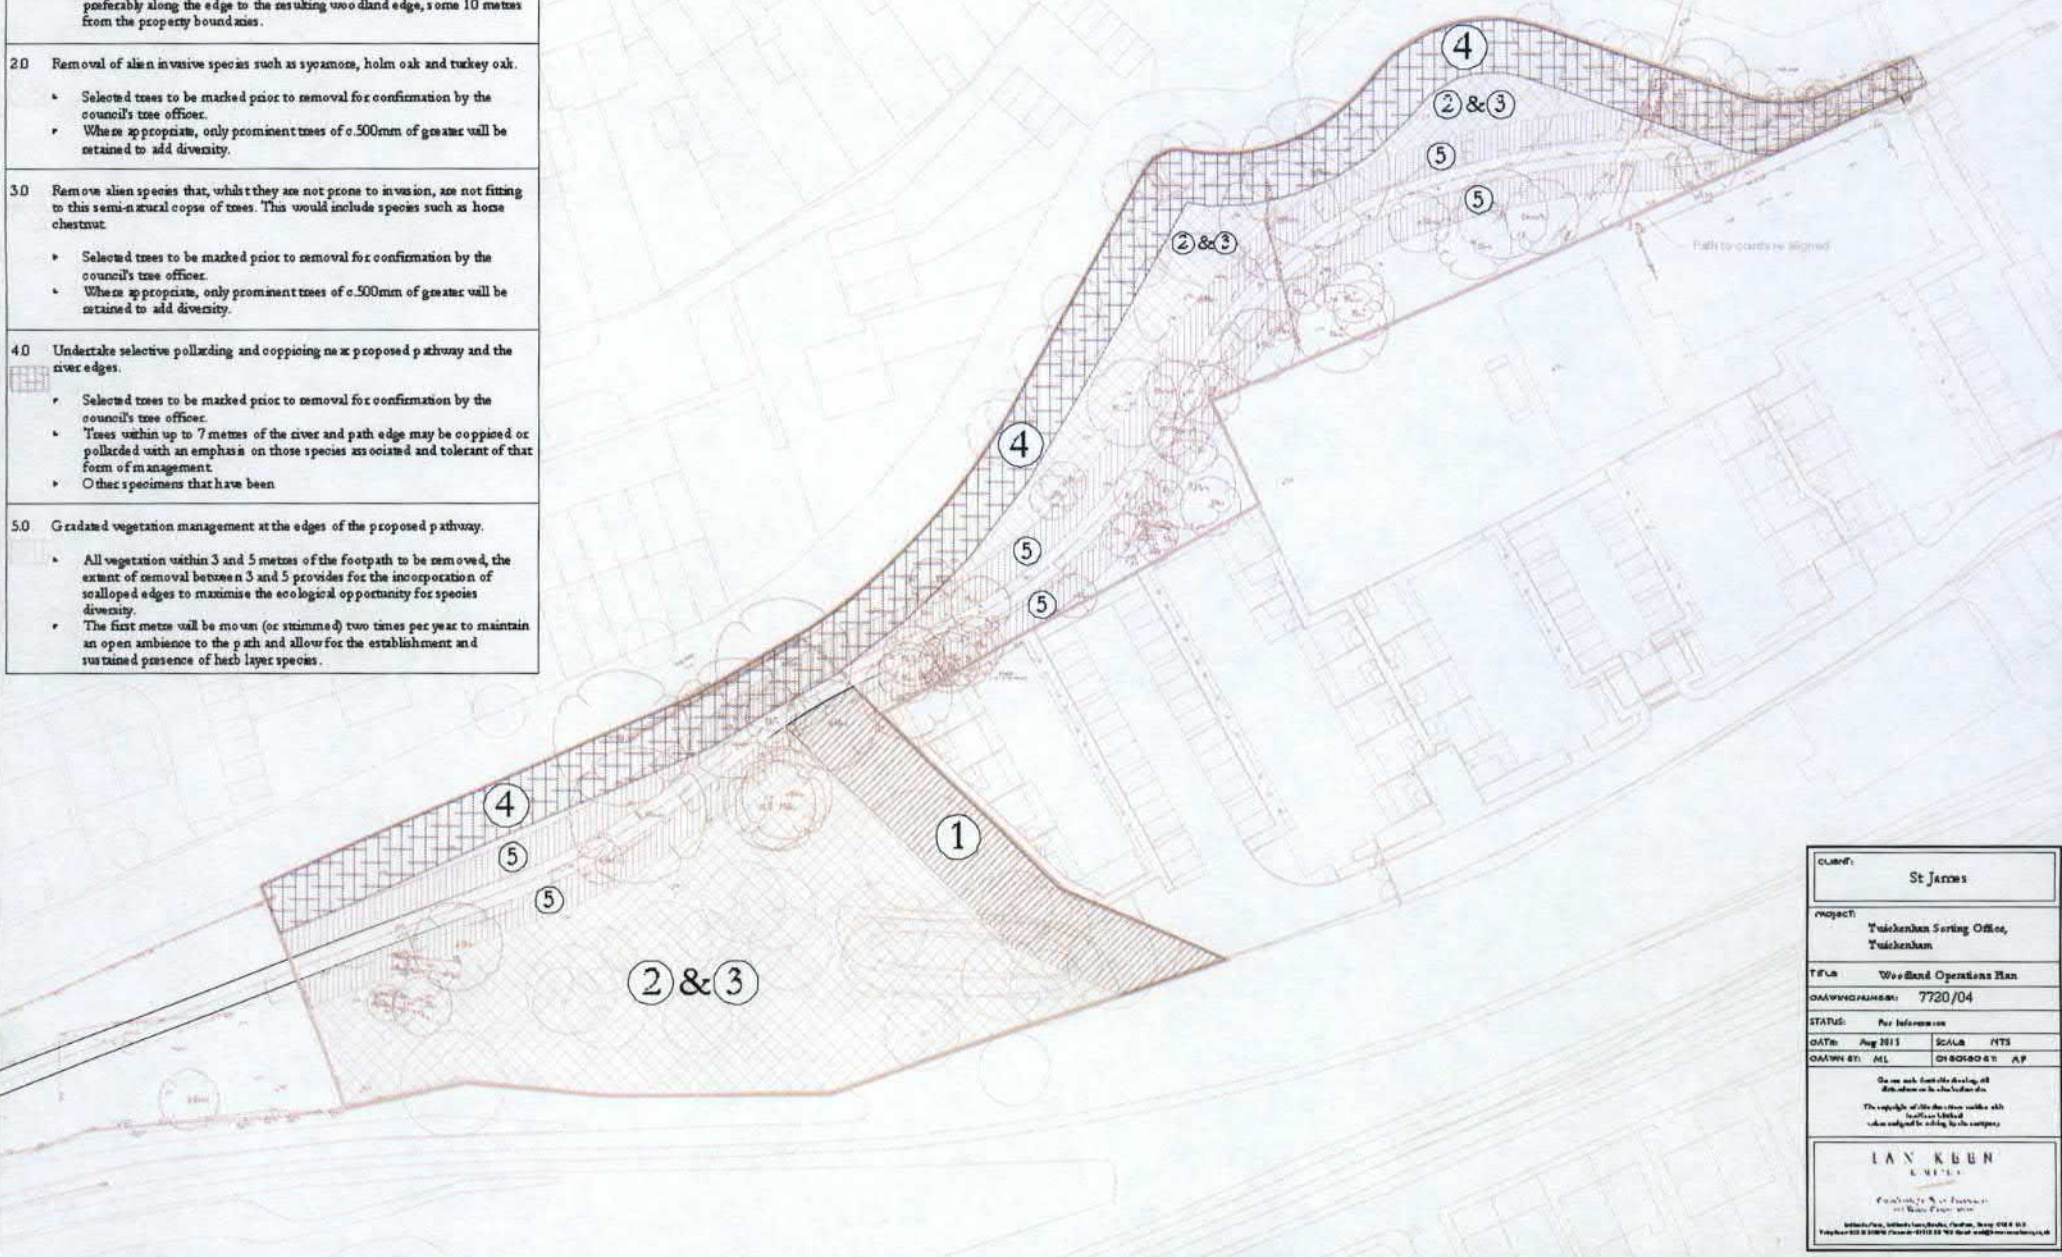 preferably along the edge to the resulting woodland edge, some 10 metres
from the property boundaries.
2.0 Removal of alien invasive species such as sycamore, holm oak and turkey oak.
Selected trees to be marked prior to removal for confirmation by the
council's tree officer.
Where appropriate, only prominent trees of c.500mm of greater will be
retained to add diversity.
3.0 Remove alien species that, whilst they are not prone to invasion, are not fitting
to this semi-natural copse of trees. This would include species such as horse
chestnut
Selected trees to be marked prior to removal for confirmation by the
council's tree officer.
Where appropriate, only prominent trees of c.500mm of greater will be
retained to add diversity.
4.0 Undertake selective pollarding and coppicing near proposed pathway and the
river edges.
Selected trees to be marked prior to removal for confirmation by the
council's tree officer.
Trees within up to 7 metres of the river and path edge may be coppiced or
pollarded with an emphasis on those species associated and tolerant of that
form of management
Other specimens that have been
5.0 Gradated vegetation management at the edges of the proposed pathway.
All vegetation within 3 and 5 metres of the footpath to be removed, the
extent of removal between 3 and 5 provides for the incorporation of
scalloped edges to maximise the ecological opportunity for species
diversity.
The first metre will be mown (or strimmed) two times per year to maintain
an open ambience to the path and allow for the establishment and
sustained presence of herb layer species.
4
2 & 3
5
5
2 & 3
Path to courts re aligned
4
5
5
4
1
5
5
2 & 3
CLIENT:
St James
PROJECT:
Twickenham Sorting Office,
Twickenham
TITLE Woodland Operations Plan
DRAWING NUMBER: 7720/04
STATUS: For Information
DATE: Aug 2011 SCALE NTS
DRAWN BY: ML CHECKED BY: AP
IAN KEEN
LIMITED